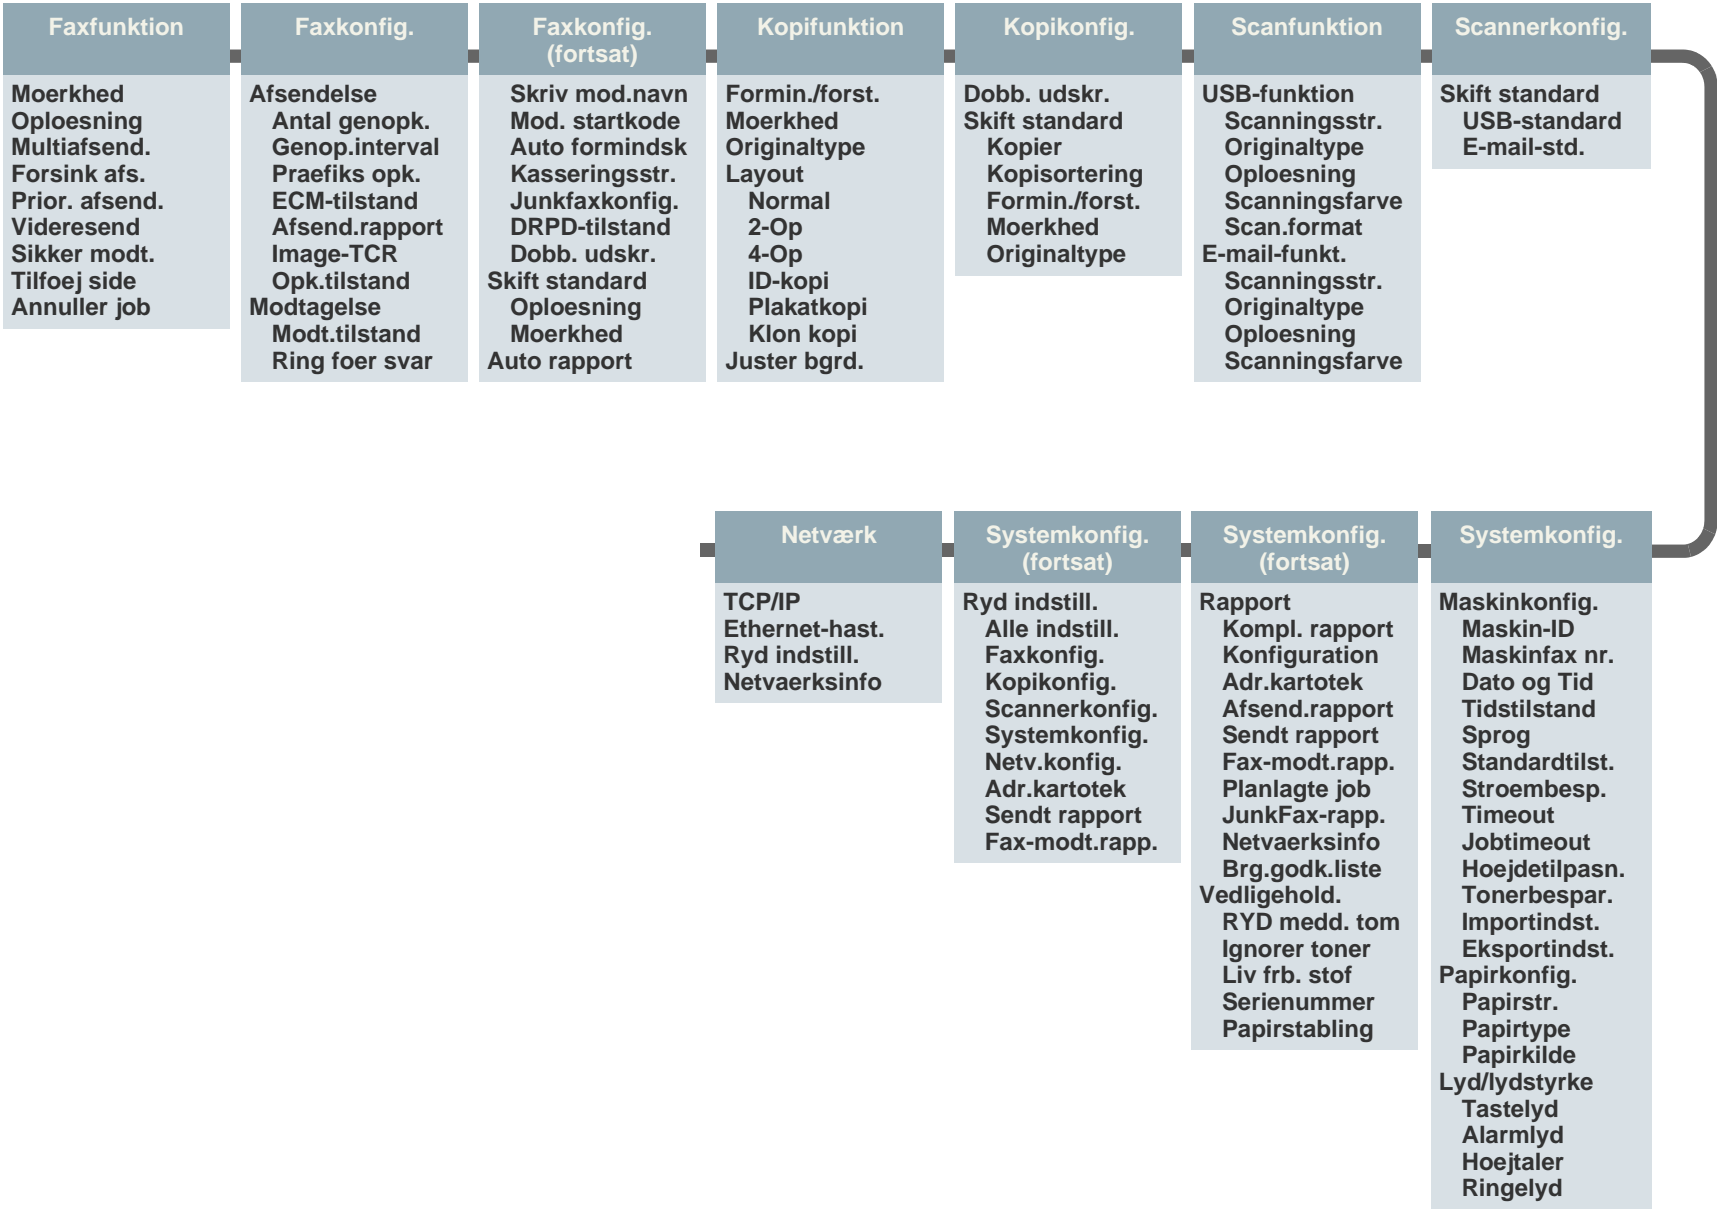 Faxfunktion
Moerkhed
Oploesning
Multiafsend.
Forsink afs.
Prior. afsend.
Videresend
Sikker modt.
Tilfoej side
Annuller job
Faxkonfig.
Afsendelse
Antal genopk.
Genop.interval
Praefiks opk.
ECM-tilstand
Afsend.rapport
Image-TCR
Opk.tilstand
Modtagelse
Modt.tilstand
Ring foer svar
Faxkonfig.
(fortsat)
Skriv mod.navn
Mod. startkode
Auto formindsk
Kasseringsstr.
Junkfaxkonfig.
DRPD-tilstand
Dobb. udskr.
Skift standard
Oploesning
Moerkhed
Auto rapport
Kopifunktion
Formin./forst.
Moerkhed
Originaltype
Layout
Normal
2-Op
4-Op
ID-kopi
Plakatkopi
Klon kopi
Juster bgrd.
Kopikonfig.
Dobb. udskr.
Skift standard
Kopier
Kopisortering
Formin./forst.
Moerkhed
Originaltype
Scanfunktion
USB-funktion
Scanningsstr.
Originaltype
Oploesning
Scanningsfarve
Scan.format
E-mail-funkt.
Scanningsstr.
Originaltype
Oploesning
Scanningsfarve
Scannerkonfig.
Skift standard
USB-standard
E-mail-std.
Netværk
TCP/IP
Ethernet-hast.
Ryd indstill.
Netvaerksinfo
Systemkonfig.
(fortsat)
Ryd indstill.
Alle indstill.
Faxkonfig.
Kopikonfig.
Scannerkonfig.
Systemkonfig.
Netv.konfig.
Adr.kartotek
Sendt rapport
Fax-modt.rapp.
Systemkonfig.
(fortsat)
Rapport
Kompl. rapport
Konfiguration
Adr.kartotek
Afsend.rapport
Sendt rapport
Fax-modt.rapp.
Planlagte job
JunkFax-rapp.
Netvaerksinfo
Brg.godk.liste
Vedligehold.
RYD medd. tom
Ignorer toner
Liv frb. stof
Serienummer
Papirstabling
Systemkonfig.
Maskinkonfig.
Maskin-ID
Maskinfax nr.
Dato og Tid
Tidstilstand
Sprog
Standardtilst.
Stroembesp.
Timeout
Jobtimeout
Hoejdetilpasn.
Tonerbespar.
Importindst.
Eksportindst.
Papirkonfig.
Papirstr.
Papirtype
Papirkilde
Lyd/lydstyrke
Tastelyd
Alarmlyd
Hoejtaler
Ringelyd